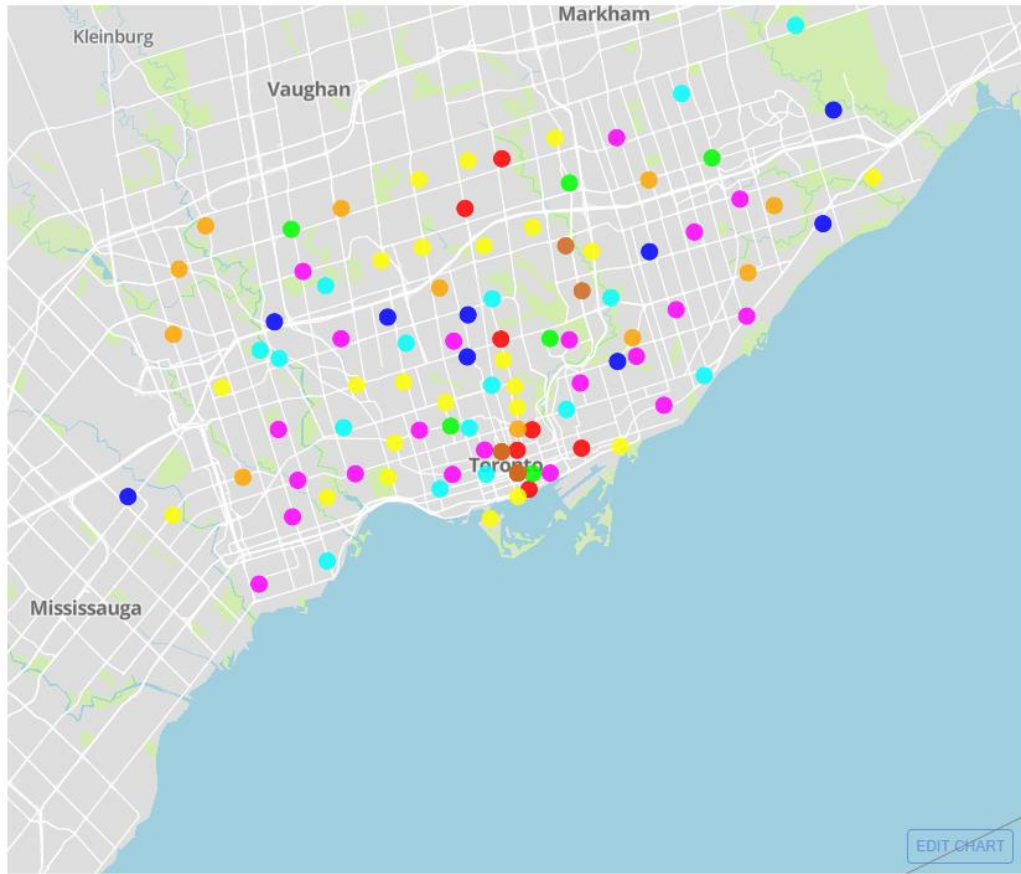 Markham
Kleinburg
Vaughan
Toronto
Mississauga
EDIT CHART